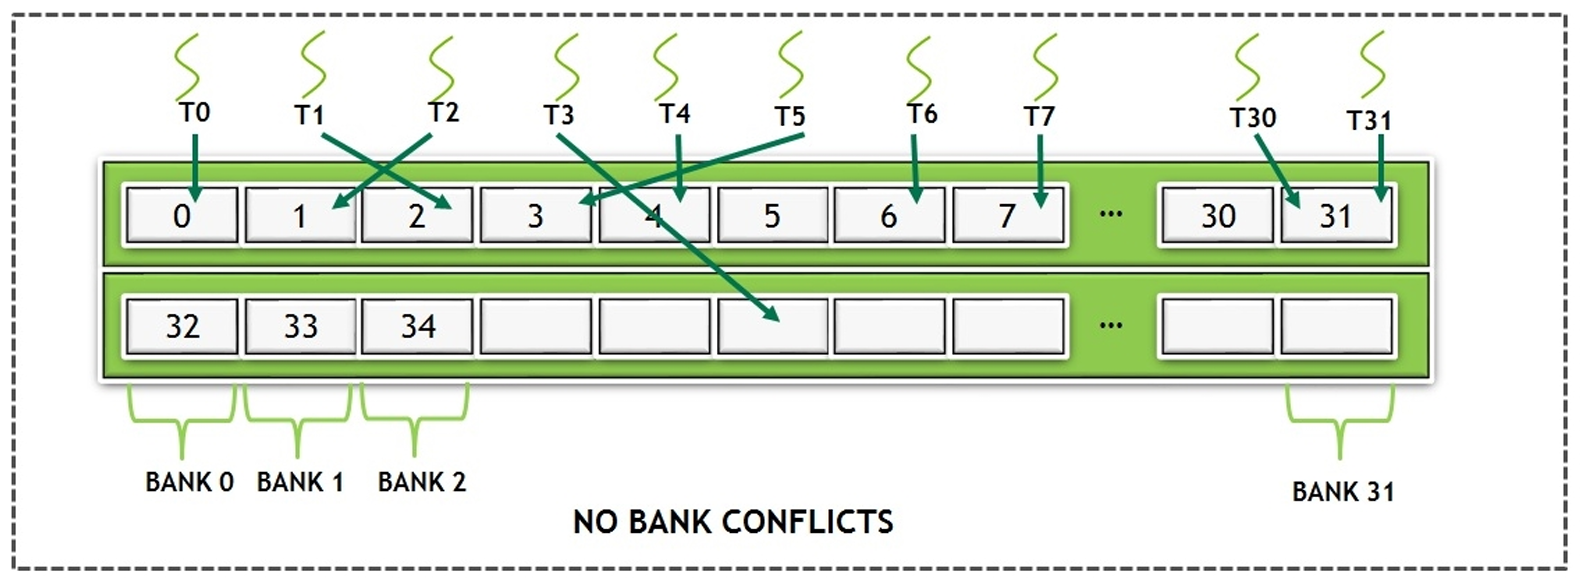 T0 T1 T2 T3 T4 T5 T6 T7 T30 T31
0 1 2 3 4 5 6 7 ... 30 31
32 33 34 ...
BANK 0 BANK 1 BANK 2 BANK 31
NO BANK CONFLICTS